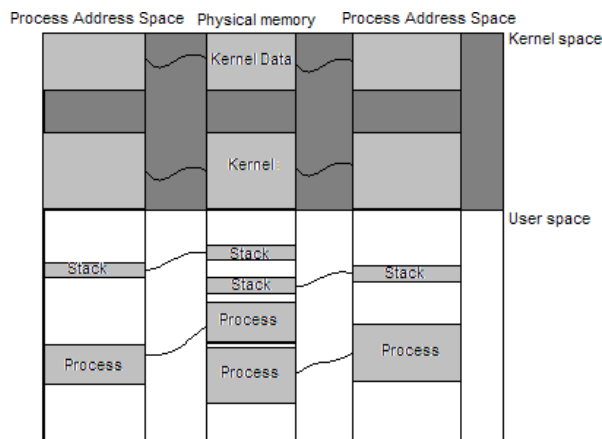 Process Address Space
Physical memory
Process Address Space
Kernel space
Kernel Data
Kernel
User space
Stack
Stack
Stack
Stack
Process
Process
Process
Process